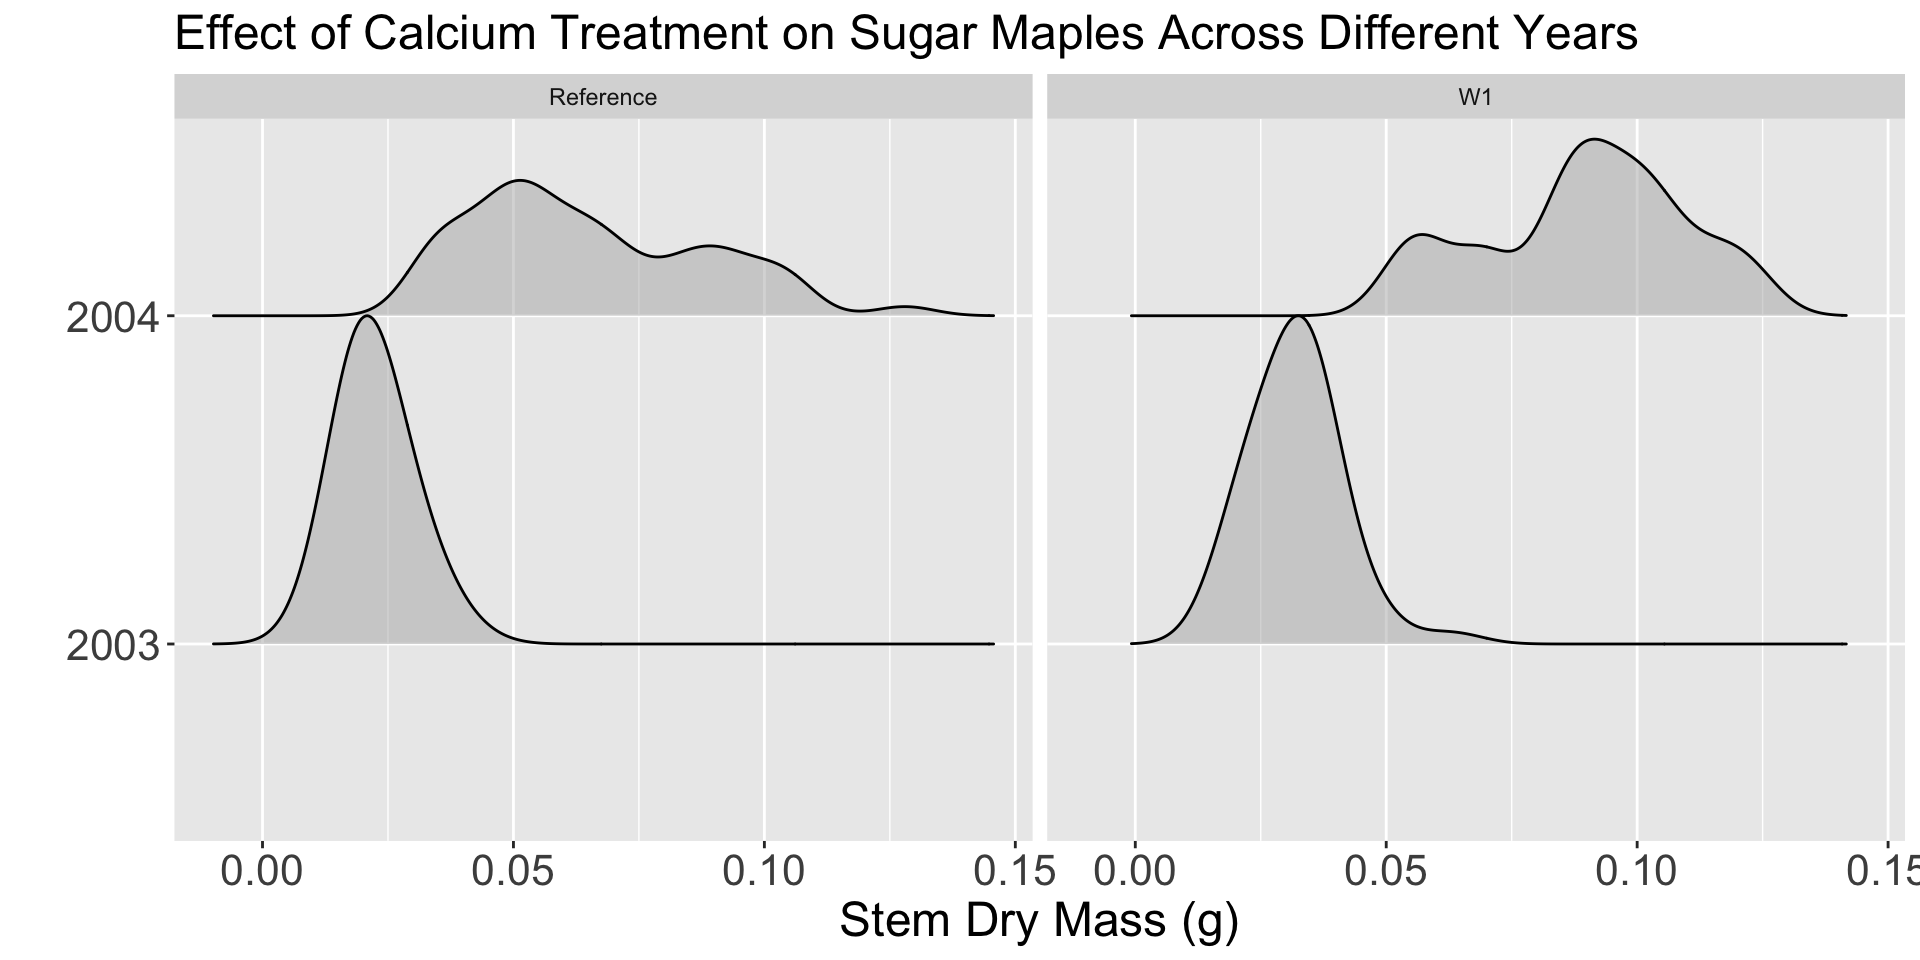 Effect of Calcium Treatment on Sugar Maples Across Different Years
Reference W1
2004
2003
0.00 0.05 0.10 0.15 0.00 0.05 0.10 0.15
Stem Dry Mass (g)